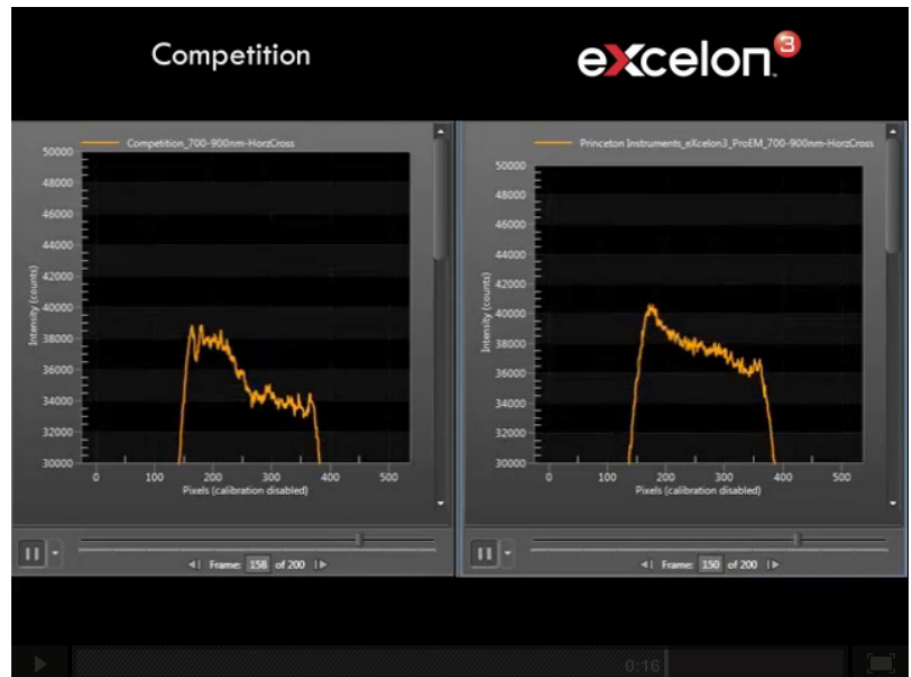 Competition
eXcelon3™
Competition_700-900nm-HorzCross
50000
48000
46000
44000
42000
40000
38000
36000
34000
32000
30000
Intensity (counts)
0 100 200 300 400 500
Pixels (calibration disabled)
Frame: 158 of 200
Princeton Instruments_eXcelon3_ProEM_700-900nm-HorzCross
50000
48000
46000
44000
42000
40000
38000
36000
34000
32000
30000
Intensity (counts)
0 100 200 300 400 500
Pixels (calibration disabled)
Frame: 150 of 200
0:16